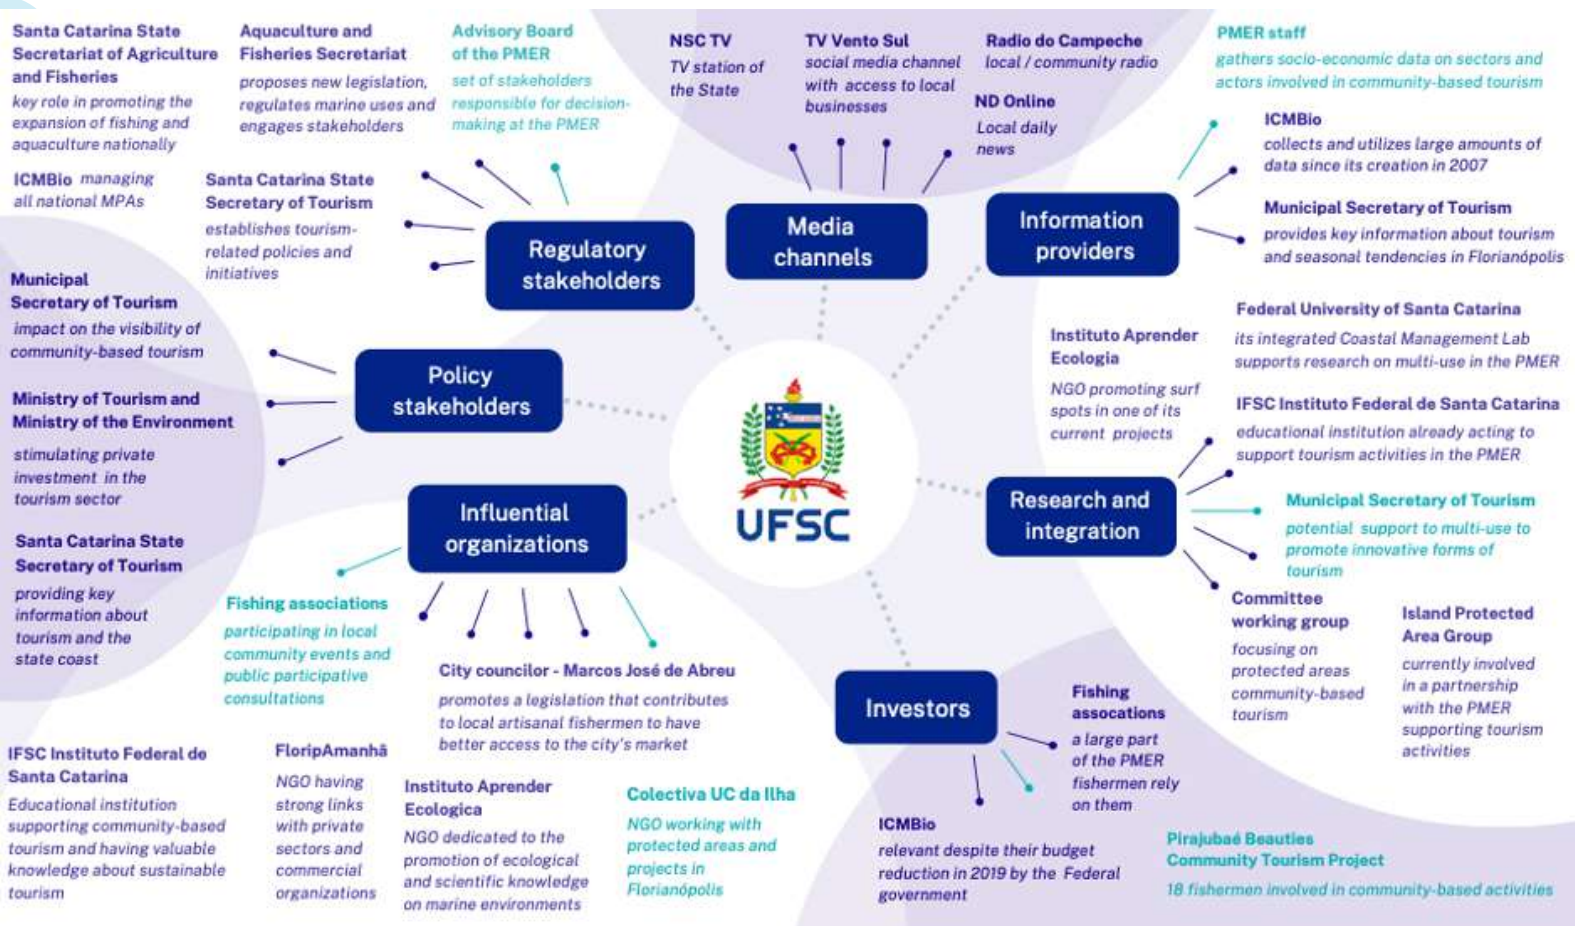 Santa Catarina State
Secretariat of Agriculture
and Fisheries
key role in promoting the
expansion of fishing and
aquaculture nationally
Aquaculture and
Fisheries Secretariat
proposes new legislation,
regulates marine uses and
engages stakeholders
Advisory Board
of the PMER
set of stakeholders
responsible for decision-
making at the PMER
ICMBio managing
all national MPAs
Santa Catarina State
Secretary of Tourism
establishes tourism-
related policies and
initiatives
Regulatory
stakeholders
NSC TV
TV station of
the State
TV Vento Sul
social media channel
with access to local
businesses
Radio do Campeche
local / community radio
ND Online
Local daily
news
Media
channels
PMER staff
gathers socio-economic data on sectors and
actors involved in community-based tourism
ICMBio
collects and utilizes large amounts of
data since its creation in 2007
Municipal Secretary of Tourism
provides key information about tourism
and seasonal tendencies in Florianópolis
Information
providers
Municipal
Secretary of Tourism
impact on the visibility of
community-based tourism
Ministry of Tourism and
Ministry of the Environment
stimulating private
investment in the
tourism sector
Santa Catarina State
Secretary of Tourism
providing key
information about
tourism and the
state coast
Policy
stakeholders
UFSC
Instituto Aprender
Ecologia
NGO promoting surf
spots in one of its
current projects
Federal University of Santa Catarina
its integrated Coastal Management Lab
supports research on multi-use in the PMER
IFSC Instituto Federal de Santa Catarina
educational institution already acting to
support tourism activities in the PMER
Municipal Secretary of Tourism
potential support to multi-use to
promote innovative forms of
tourism
Committee
working group
focusing on
protected areas
community-based
tourism
Island Protected
Area Group
currently involved
in a partnership
with the PMER
supporting tourism
activities
Research and
integration
Influential
organizations
Fishing associations
participating in local
community events and
public participative
consultations
City councilor - Marcos José de Abreu
promotes a legislation that contributes
to local artisanal fishermen to have
better access to the city's market
IFSC Instituto Federal de
Santa Catarina
Educational institution
supporting community-based
tourism and having valuable
knowledge about sustainable
tourism
FloripAmanhã
NGO having
strong links
with private
sectors and
commercial
organizations
Instituto Aprender
Ecologica
NGO dedicated to the
promotion of ecological
and scientific knowledge
on marine environments
Colectiva UC da Ilha
NGO working with
protected areas and
projects in
Florianópolis
Investors
Fishing
assocations
a large part
of the PMER
fishermen rely
on them
ICMBio
relevant despite their budget
reduction in 2019 by the Federal
government
Pirajubaé Beauties
Community Tourism Project
18 fishermen involved in community-based activities